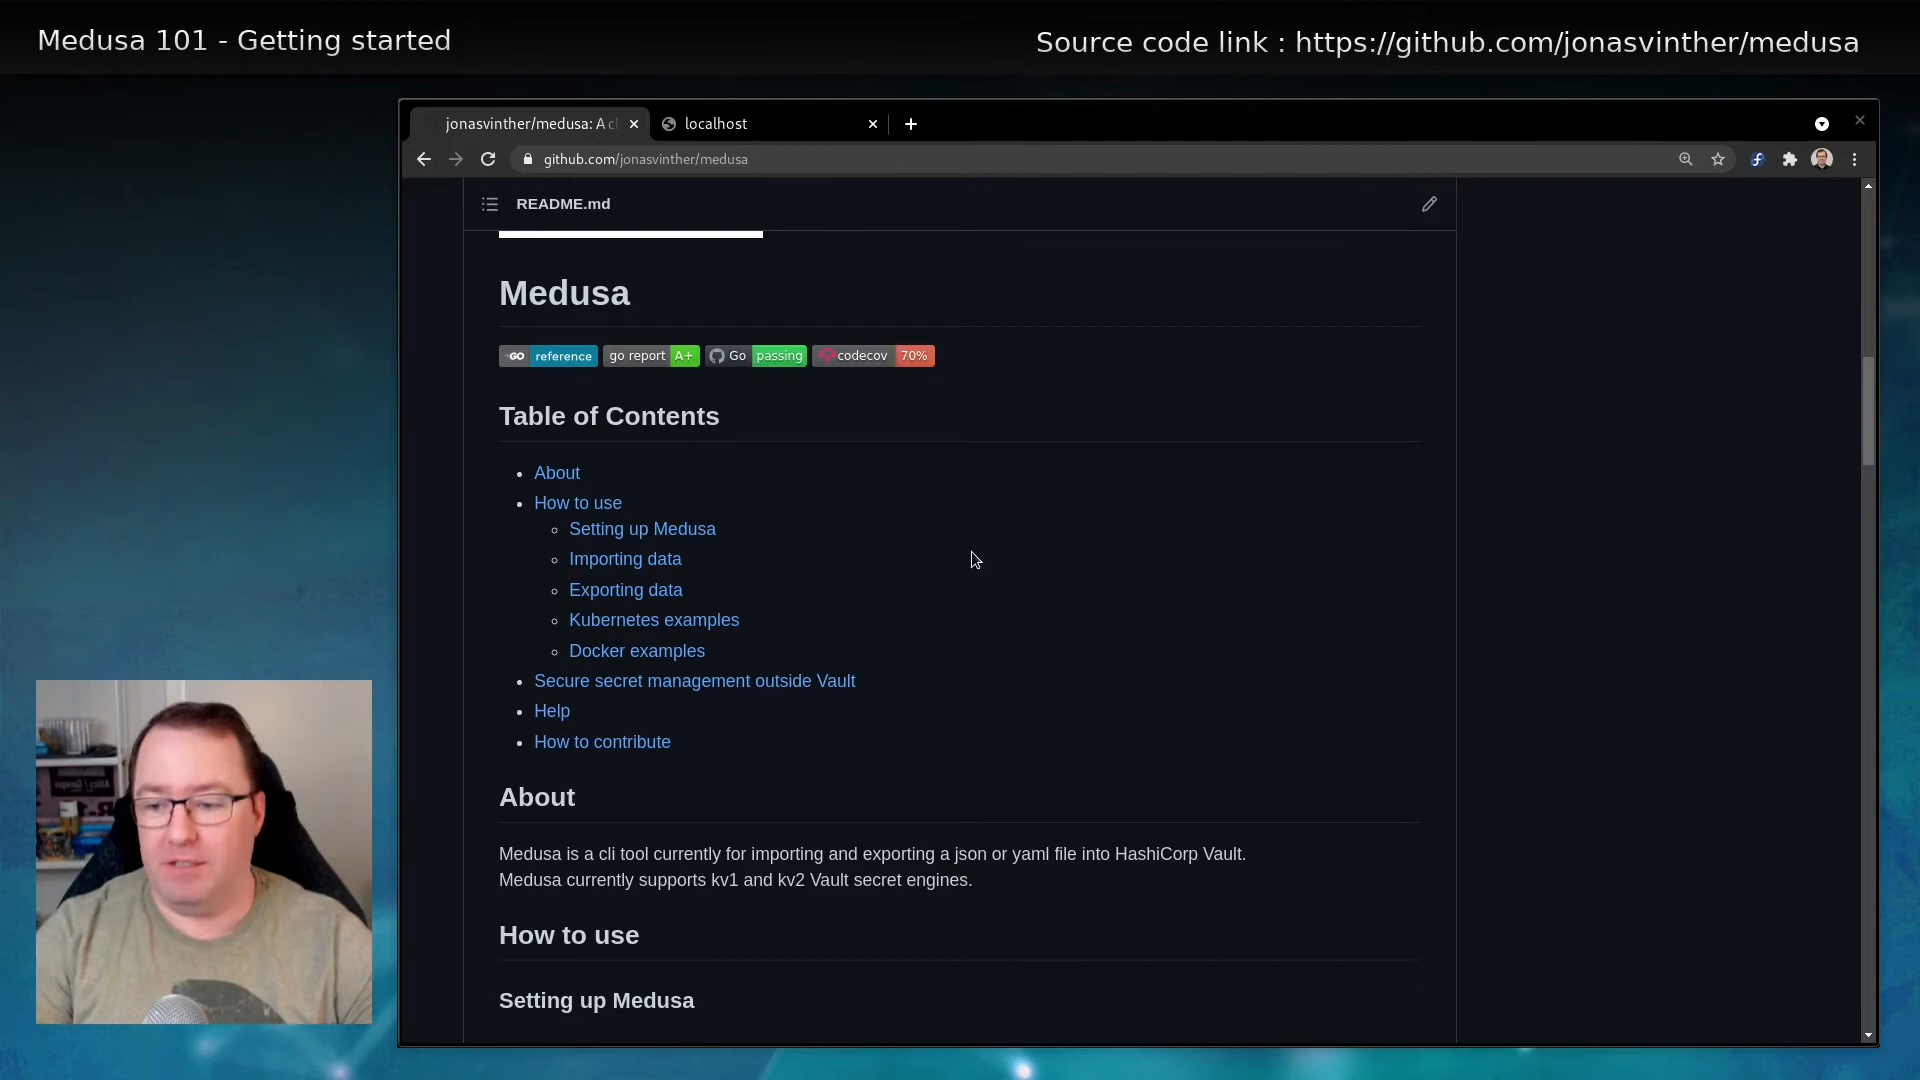 Medusa 101 - Getting started
Source code link : https://github.com/jonasvinther/medusa
jonasvinther/medusa: A cl
localhost
github.com/jonasvinther/medusa
README.md
Medusa
GO reference
go report A+
Go passing
codecov 70%
Table of Contents
About
How to use
Setting up Medusa
Importing data
Exporting data
Kubernetes examples
Docker examples
Secure secret management outside Vault
Help
How to contribute
About
Medusa is a cli tool currently for importing and exporting a json or yaml file into HashiCorp Vault.
Medusa currently supports kv1 and kv2 Vault secret engines.
How to use
Setting up Medusa